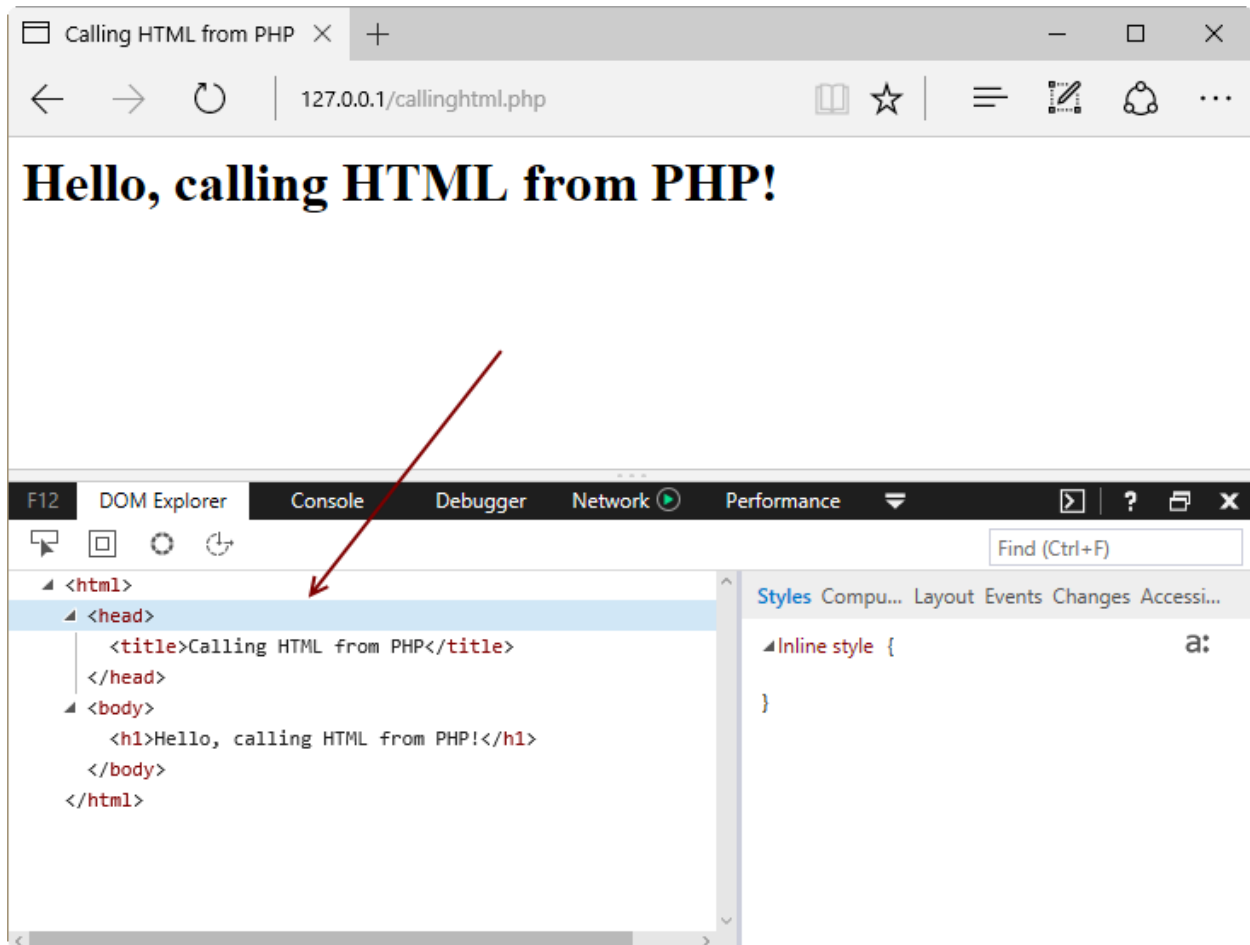 Calling HTML from PHP
127.0.0.1/callinghtml.php
Hello, calling HTML from PHP!
F12 DOM Explorer Console Debugger Network Performance ?
Find (Ctrl+F)
<html>
<head>
<title>Calling HTML from PHP</title>
</head>
<body>
<h1>Hello, calling HTML from PHP!</h1>
</body>
</html>
Styles Compu... Layout Events Changes Accessi...
Inline style {
a:
}